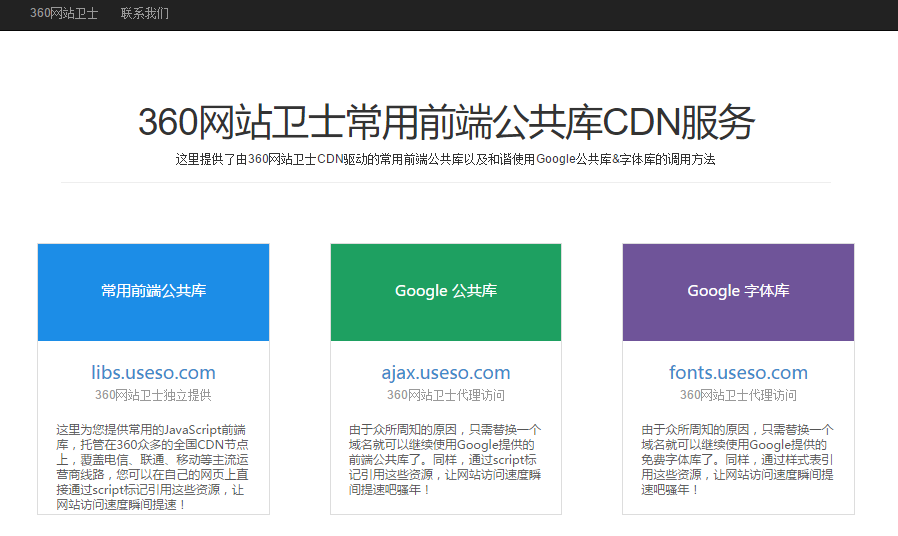 360网站卫士 联系我们
360网站卫士常用前端公共库CDN服务
这里提供了由360网站卫士CDN驱动的常用前端公共库以及和谐使用Google公共库&字体库的调用方法
常用前端公共库
libs.useso.com
360网站卫士独立提供
这里为您提供常用的JavaScript前端
库，托管在360众多的全国CDN节点
上，覆盖电信、联通、移动等主流运
营商线路，您可以在自己的网页上直
接通过script标记引用这些资源，让
网站访问速度瞬间提速！
Google 公共库
ajax.useso.com
360网站卫士代理访问
由于众所周知的原因，只需替换一个
域名就可以继续使用Google提供的
前端公共库了。同样，通过script标
记引用这些资源，让网站访问速度瞬
间提速吧骚年！
Google 字体库
fonts.useso.com
360网站卫士代理访问
由于众所周知的原因，只需替换一个
域名就可以继续使用Google提供的
免费字体库了。同样，通过样式表引
用这些资源，让网站访问速度瞬间提
速吧骚年！